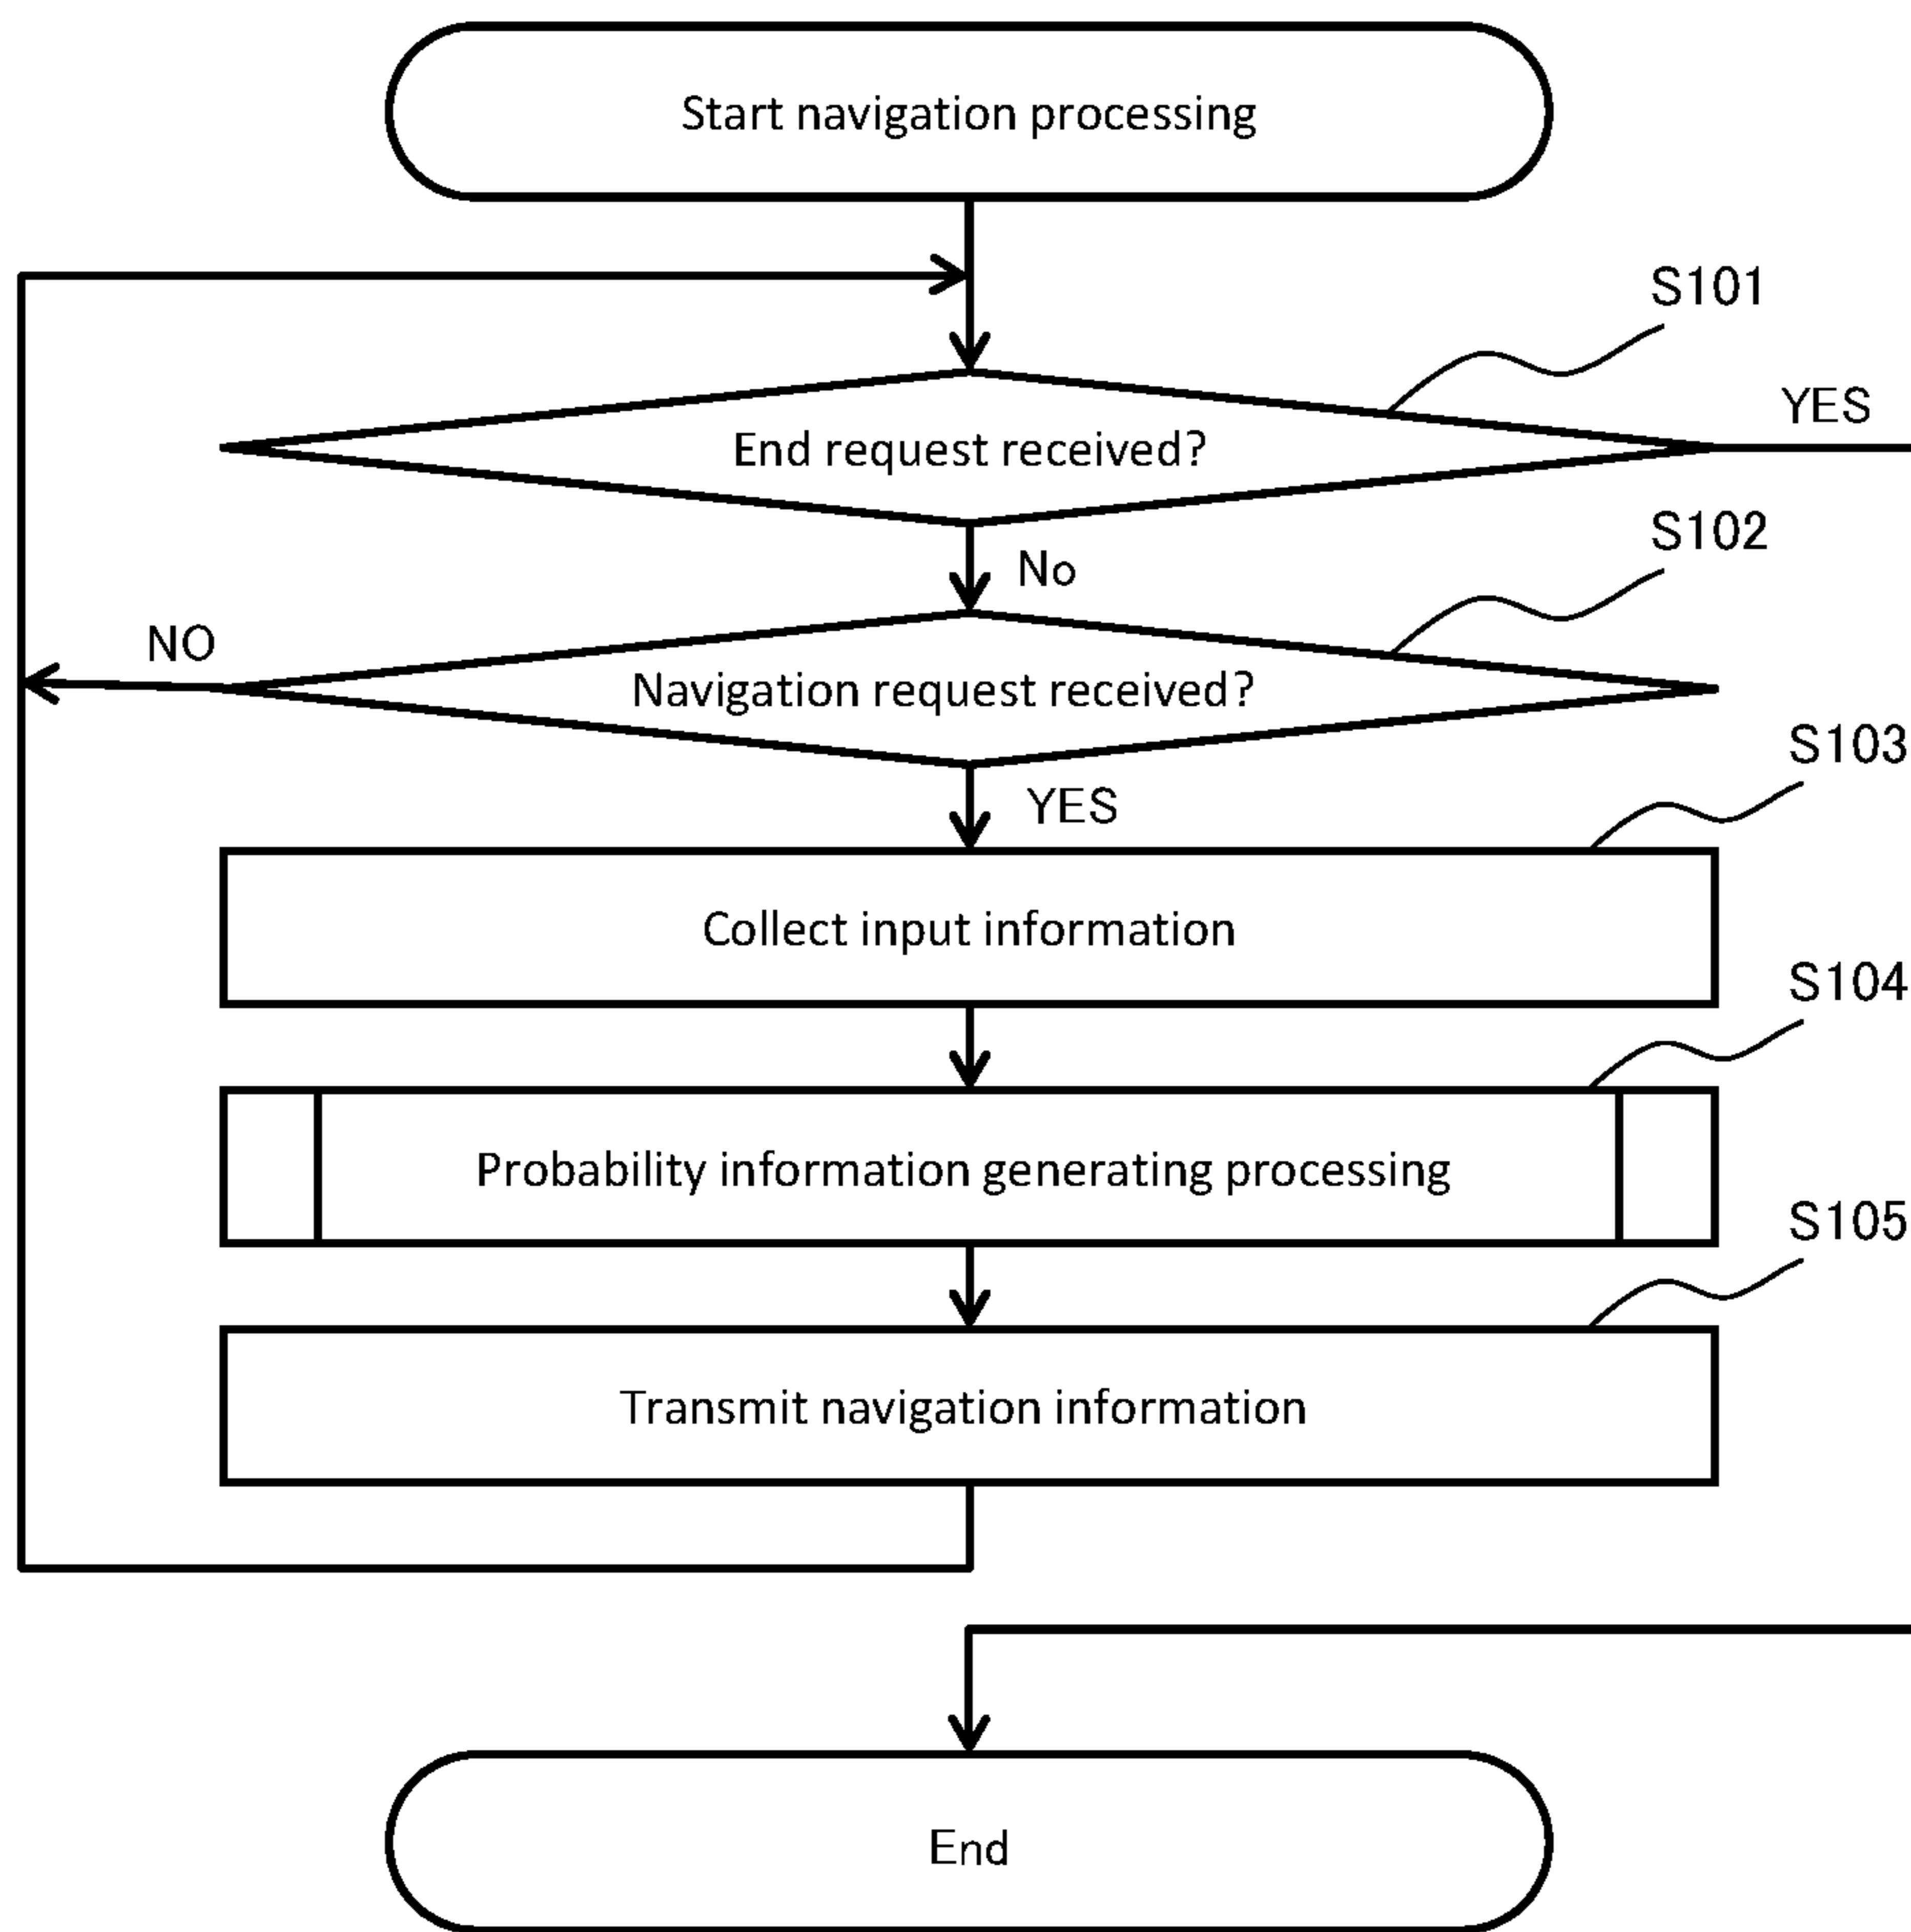 Start navigation processing
S101
YES
End request received?
S102
No
NO
Navigation request received?
S103
YES
Collect input information
S104
Probability information generating processing
S105
Transmit navigation information
End